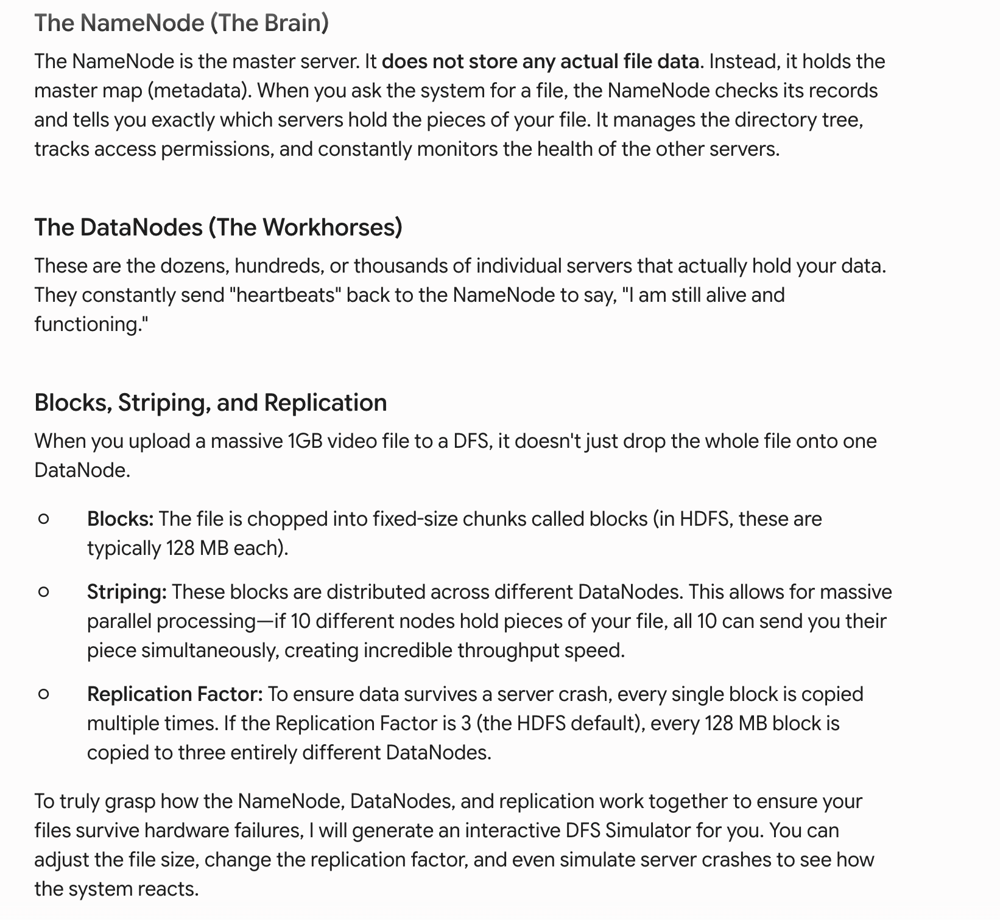 The NameNode (The Brain)
The NameNode is the master server. It does not store any actual file data. Instead, it holds the
master map (metadata). When you ask the system for a file, the NameNode checks its records
and tells you exactly which servers hold the pieces of your file. It manages the directory tree,
tracks access permissions, and constantly monitors the health of the other servers.
The DataNodes (The Workhorses)
These are the dozens, hundreds, or thousands of individual servers that actually hold your data.
They constantly send "heartbeats" back to the NameNode to say, "I am still alive and
functioning."
Blocks, Striping, and Replication
When you upload a massive 1GB video file to a DFS, it doesn't just drop the whole file onto one
DataNode.
Blocks: The file is chopped into fixed-size chunks called blocks (in HDFS, these are
typically 128 MB each).
Striping: These blocks are distributed across different DataNodes. This allows for massive
parallel processing—if 10 different nodes hold pieces of your file, all 10 can send you their
piece simultaneously, creating incredible throughput speed.
Replication Factor: To ensure data survives a server crash, every single block is copied
multiple times. If the Replication Factor is 3 (the HDFS default), every 128 MB block is
copied to three entirely different DataNodes.
To truly grasp how the NameNode, DataNodes, and replication work together to ensure your
files survive hardware failures, I will generate an interactive DFS Simulator for you. You can
adjust the file size, change the replication factor, and even simulate server crashes to see how
the system reacts.